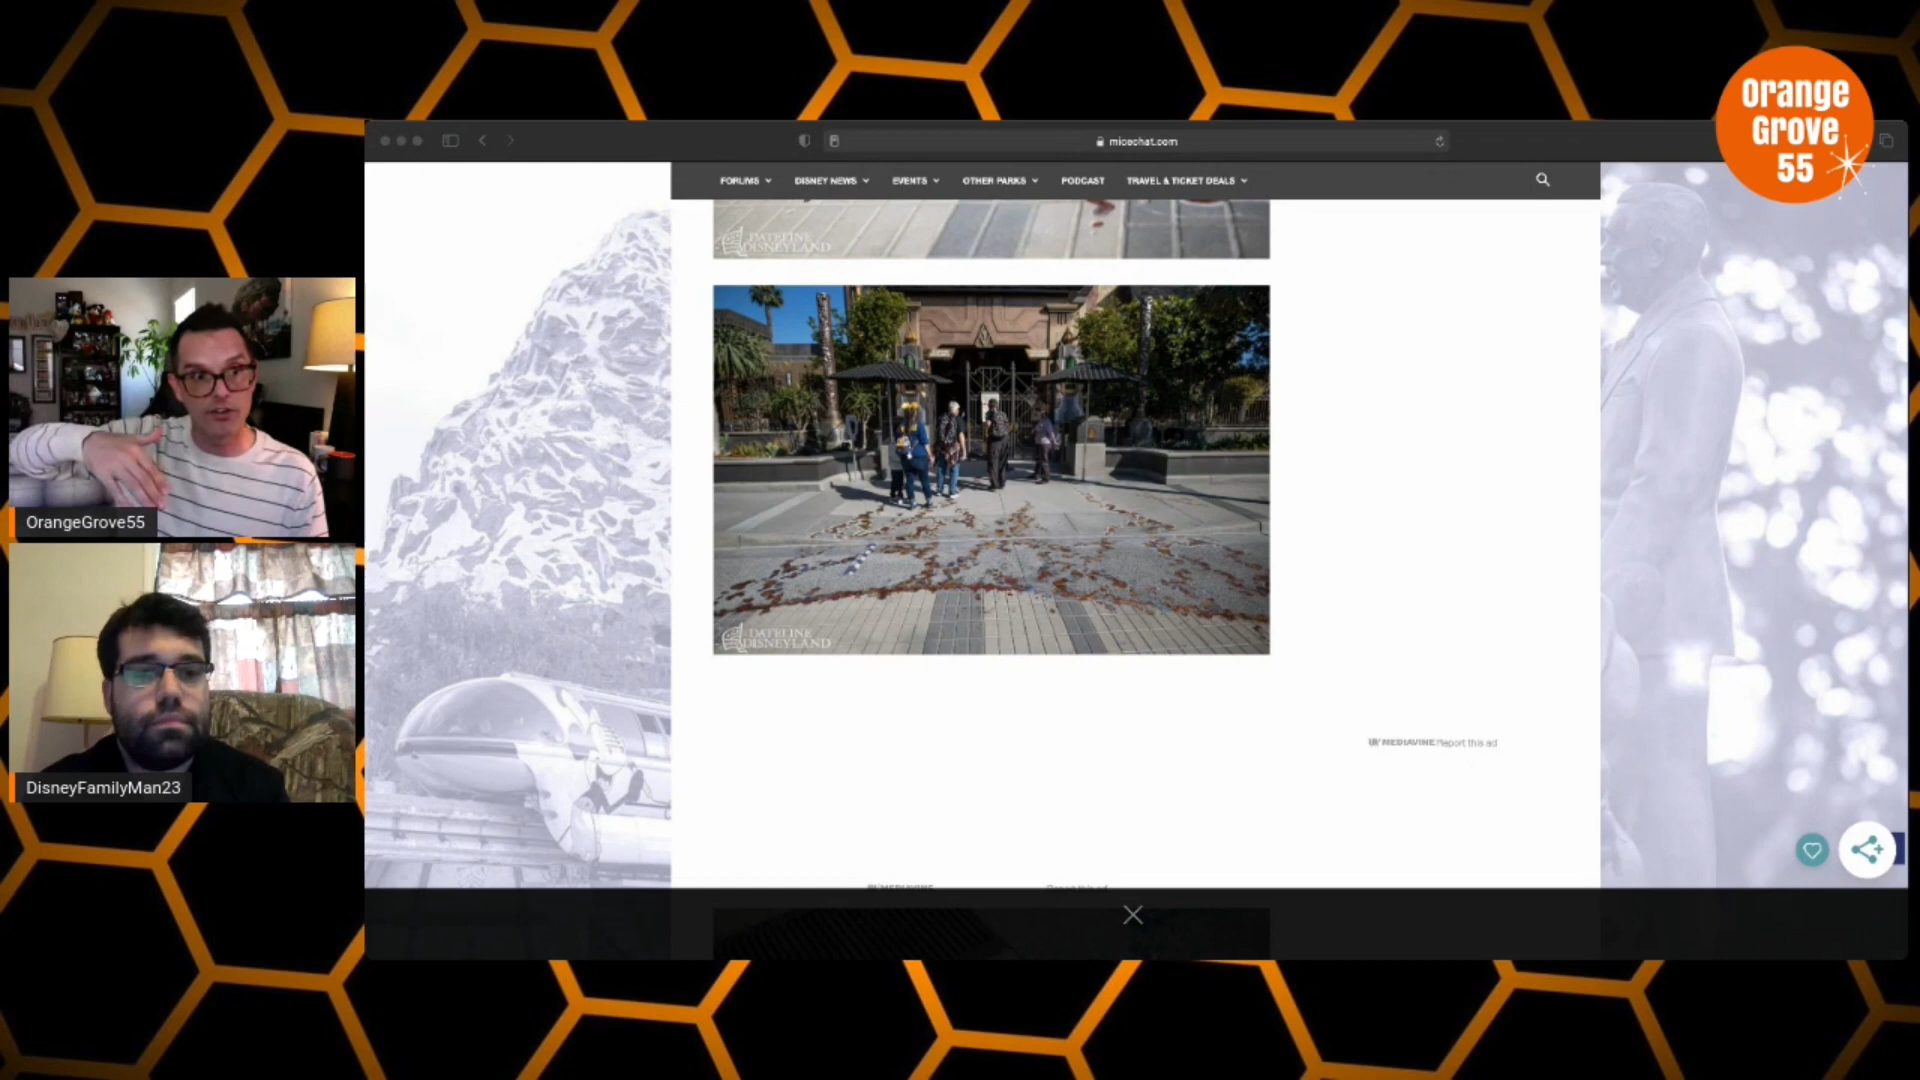 Orange
Grove
55
micechat.com
FORUMS
DISNEY NEWS
EVENTS
OTHER PARKS
PODCAST
TRAVEL & TICKET DEALS
DATELINE
DISNEYLAND
OrangeGrove55
DATELINE
DISNEYLAND
MEDIAVINE Report this ad
DisneyFamilyMan23